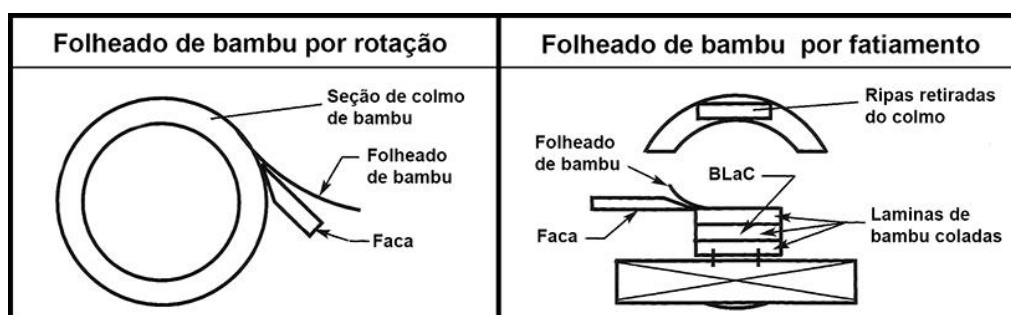 Folheado de bambu por rotação
Seção de colmo
de bambu
Folheado
de bambu
Faca
Folheado de bambu por fatiamento
Ripas retiradas
do colmo
Folheado
de bambu
BLaC
Faca
Laminas de
bambu coladas